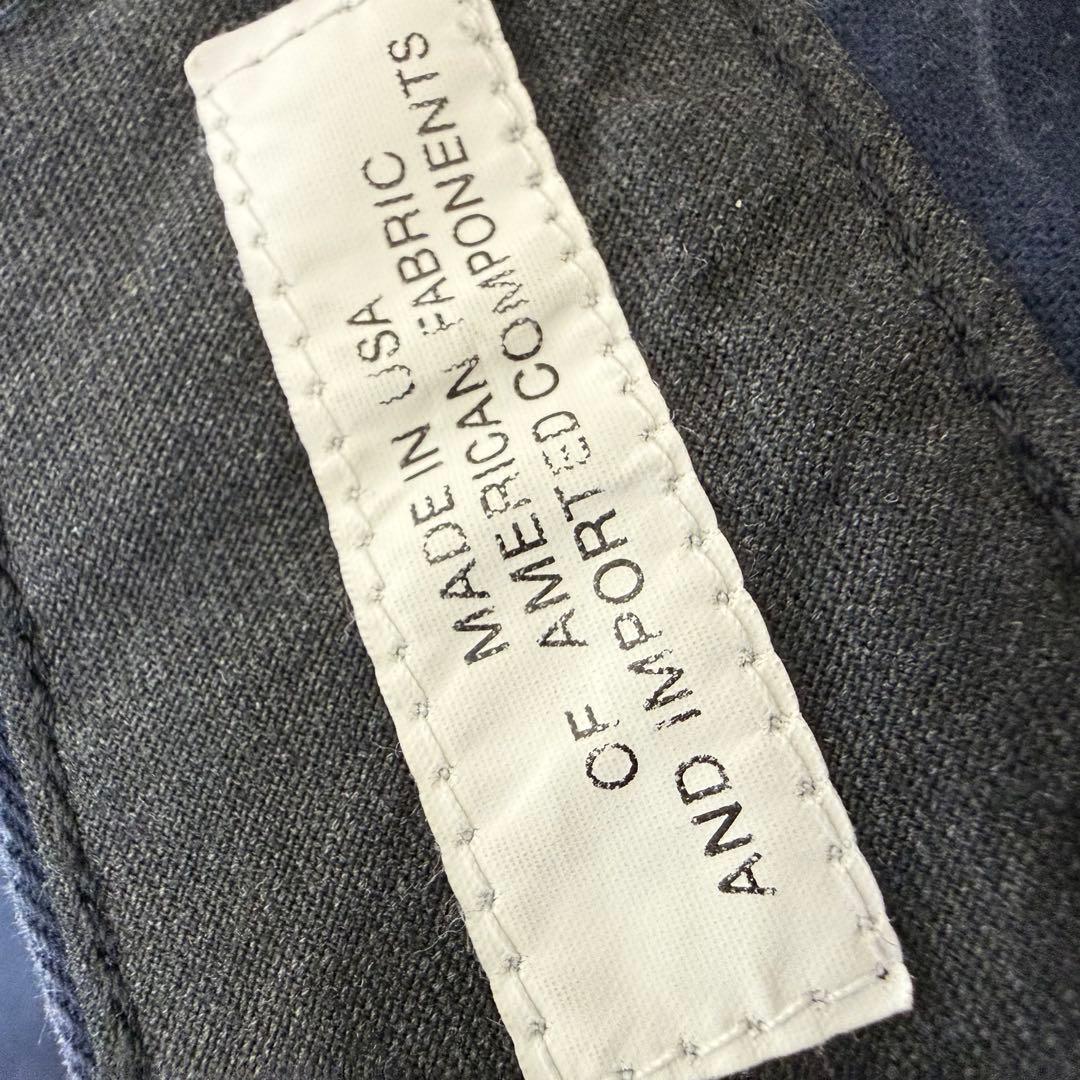 MADE IN USA
OF AMERICAN FABRIC
AND IMPORTED COMPONENTS